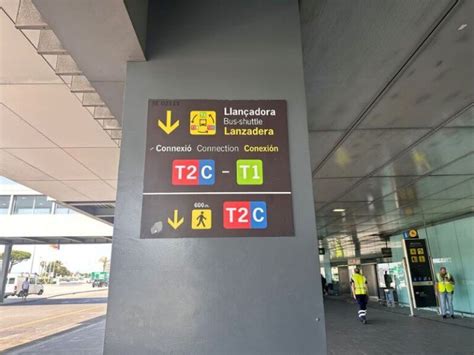 Llançadora
Bus-shuttle
Lanzadera
Connexió Connection Conexión
T2C - T1
600m
T2C